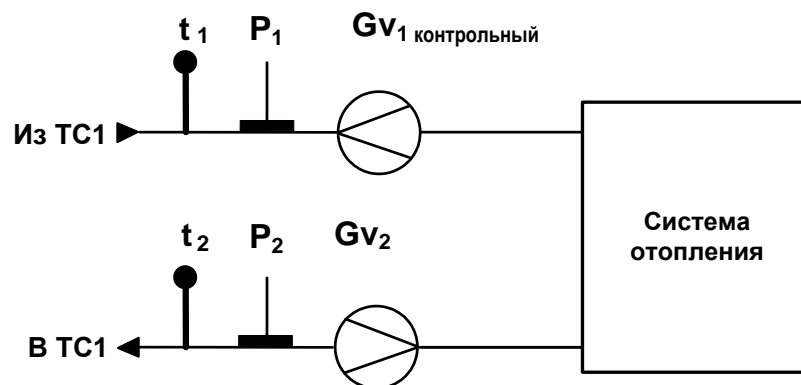 t 1 P1 Gv1 контрольный
Из ТС1
t 2 P2 Gv2
В ТС1
Система
отопления